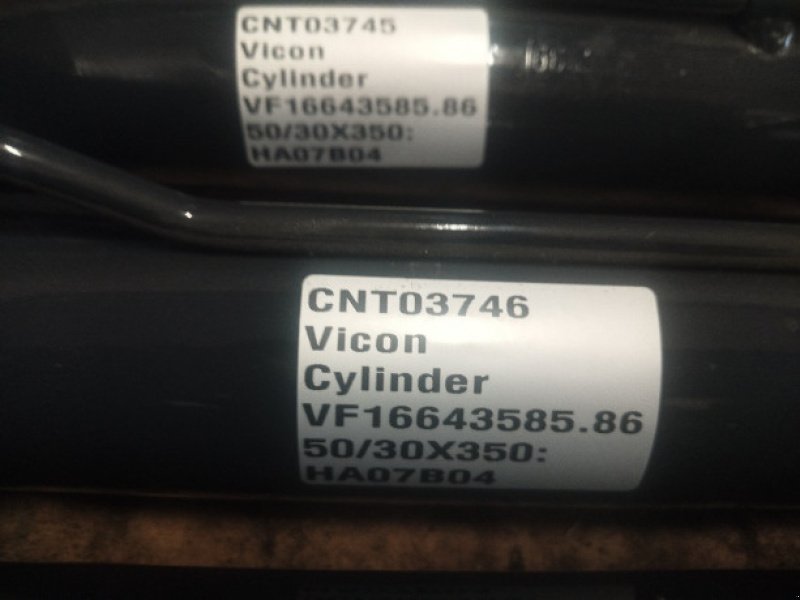 CNT03745
Vicon
Cylinder
VF16643585.86
50/30X350:
HA07B04
CNT03746
Vicon
Cylinder
VF16643585.86
50/30X350:
HA07B04